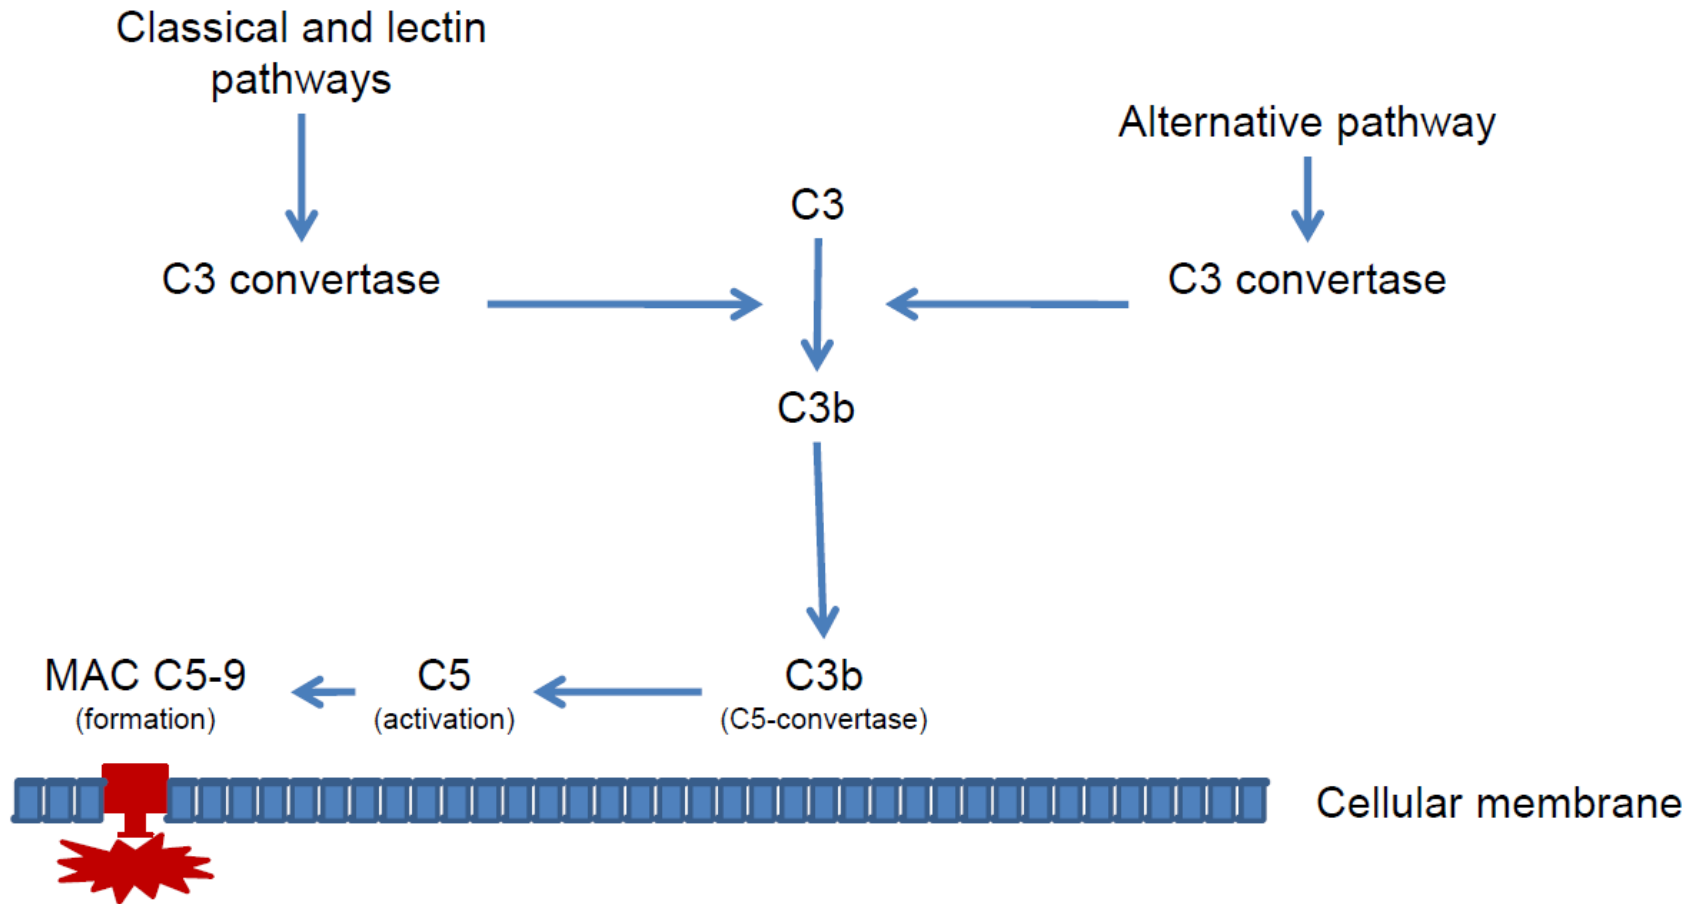 Classical and lectin
pathways
Alternative pathway
C3
C3 convertase
C3 convertase
C3b
MAC C5-9
(formation)
C5
(activation)
C3b
(C5-convertase)
Cellular membrane